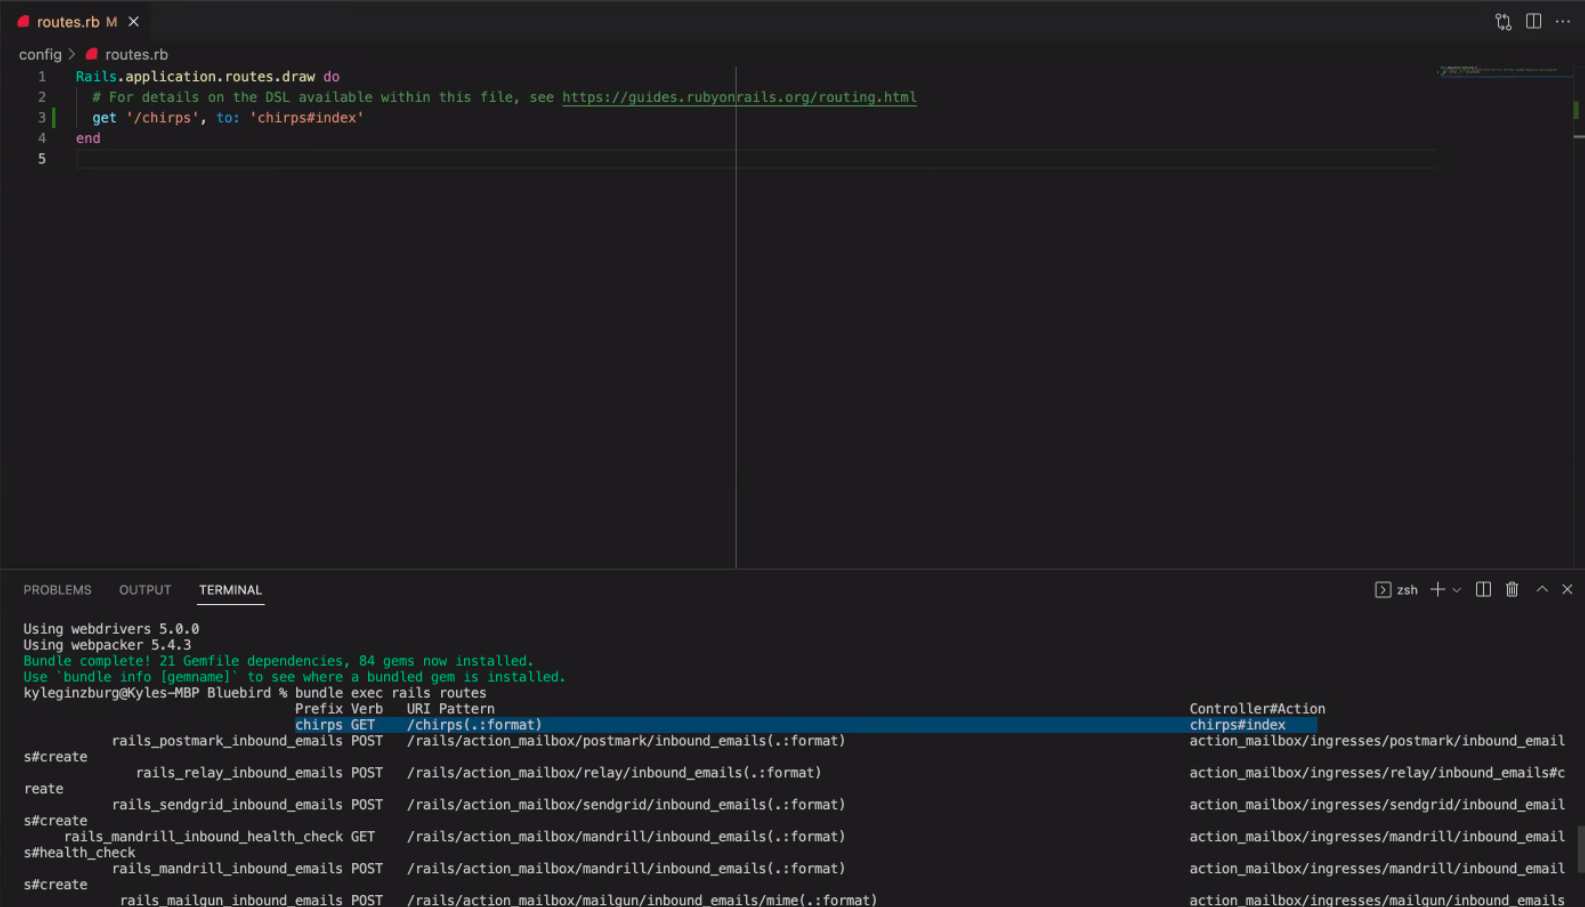 routes.rb M
config > routes.rb
1 Rails.application.routes.draw do
2 # For details on the DSL available within this file, see https://guides.rubyonrails.org/routing.html
3 get '/chirps', to: 'chirps#index'
4 end
5
PROBLEMS OUTPUT TERMINAL zsh
Using webdrivers 5.0.0
Using webpacker 5.4.3
Bundle complete! 21 Gemfile dependencies, 84 gems now installed.
Use `bundle info [gemname]` to see where a bundled gem is installed.
kyleginzburg@Kyles-MBP Bluebird % bundle exec rails routes
Prefix Verb URI Pattern Controller#Action
chirps GET /chirps(.:format) chirps#index
rails_postmark_inbound_emails POST /rails/action_mailbox/postmark/inbound_emails(.:format) action_mailbox/ingresses/postmark/inbound_email
s#create
rails_relay_inbound_emails POST /rails/action_mailbox/relay/inbound_emails(.:format) action_mailbox/ingresses/relay/inbound_emails#c
reate
rails_sendgrid_inbound_emails POST /rails/action_mailbox/sendgrid/inbound_emails(.:format) action_mailbox/ingresses/sendgrid/inbound_email
s#create
rails_mandrill_inbound_health_check GET /rails/action_mailbox/mandrill/inbound_emails(.:format) action_mailbox/ingresses/mandrill/inbound_email
s#health_check
rails_mandrill_inbound_emails POST /rails/action_mailbox/mandrill/inbound_emails(.:format) action_mailbox/ingresses/mandrill/inbound_email
s#create
rails_mailgun_inbound_emails POST /rails/action_mailbox/mailgun/inbound_emails/mime(.:format) action_mailbox/ingresses/mailgun/inbound_emails